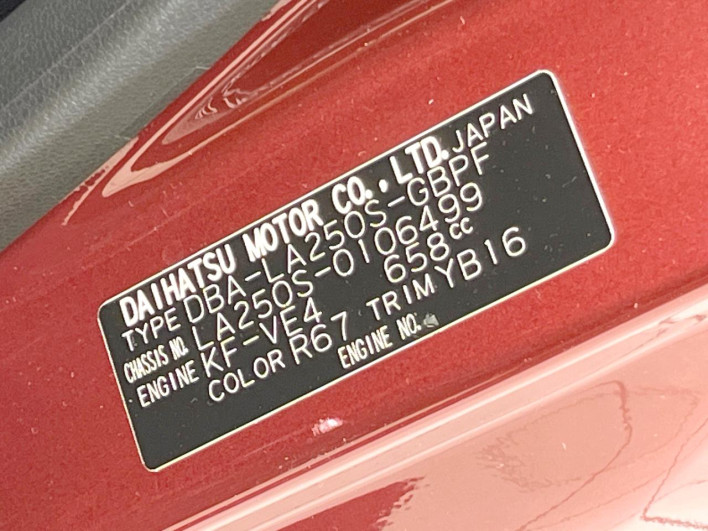 DAIHATSU MOTOR CO., LTD. JAPAN
TYPE DBA-LA250S-GBPF
CHASSIS NO. LA250S-0106499
ENGINE KF-VE4 658cc
COLOR R67 TRIM YB16
ENGINE NO.